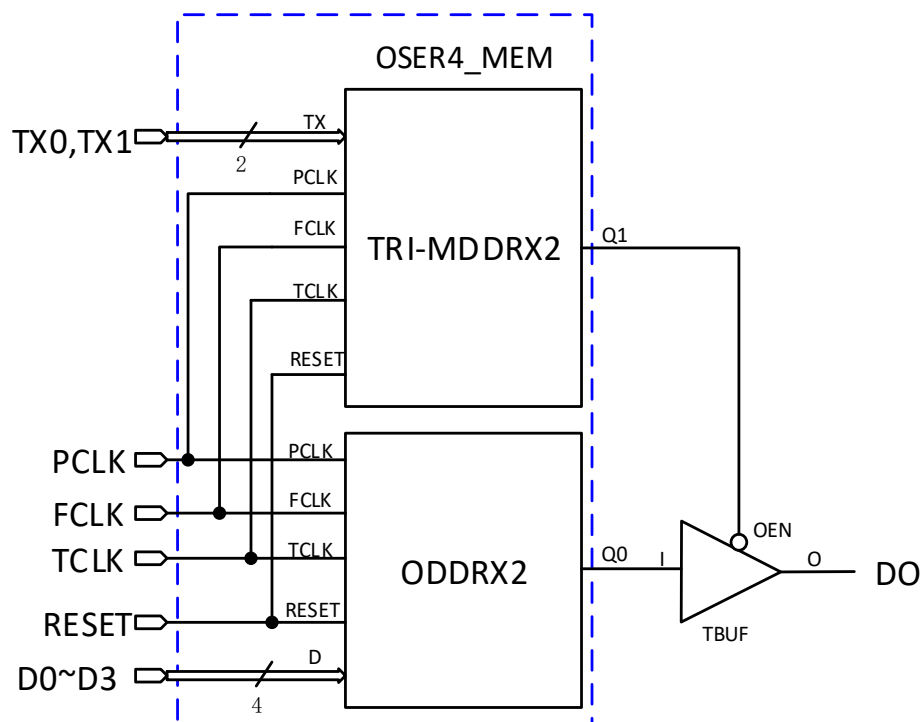 OSER4_MEM
TX0,TX1
2
TX
PCLK
FCLK
TCLK
RESET
TRI-MDDRX2
Q1
PCLK
FCLK
TCLK
RESET
D0~D3
4
PCLK
FCLK
TCLK
RESET
D
ODDRX2
Q0
I
OEN
O
DO
TBUF